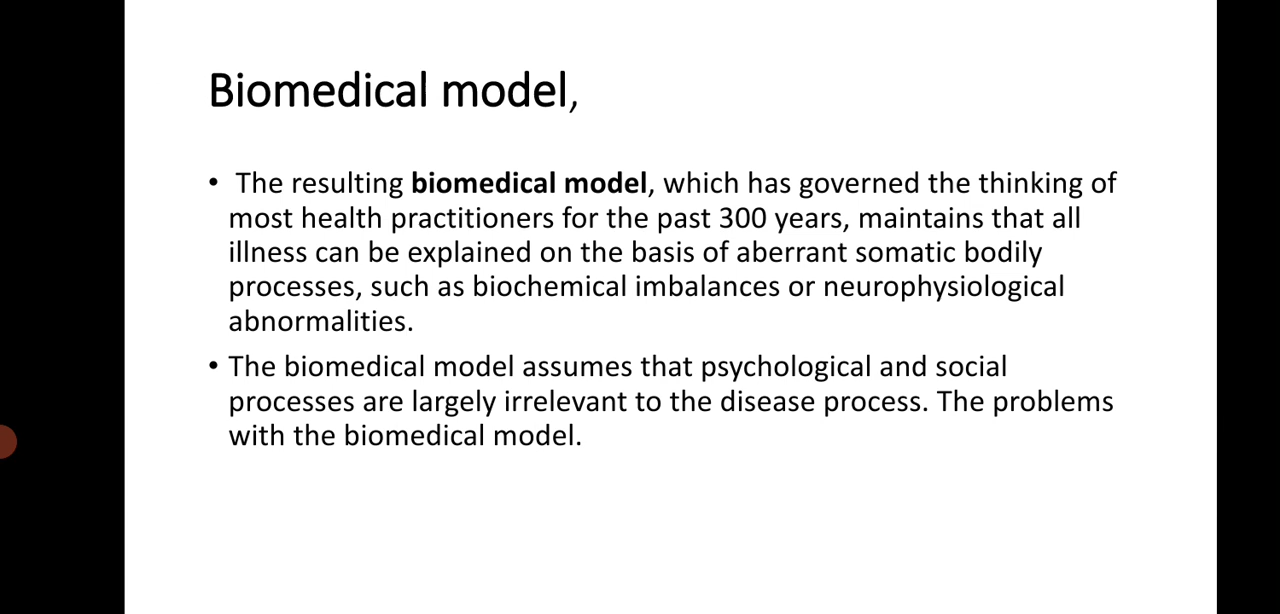 Biomedical model,
• The resulting biomedical model, which has governed the thinking of
most health practitioners for the past 300 years, maintains that all
illness can be explained on the basis of aberrant somatic bodily
processes, such as biochemical imbalances or neurophysiological
abnormalities.
• The biomedical model assumes that psychological and social
processes are largely irrelevant to the disease process. The problems
with the biomedical model.